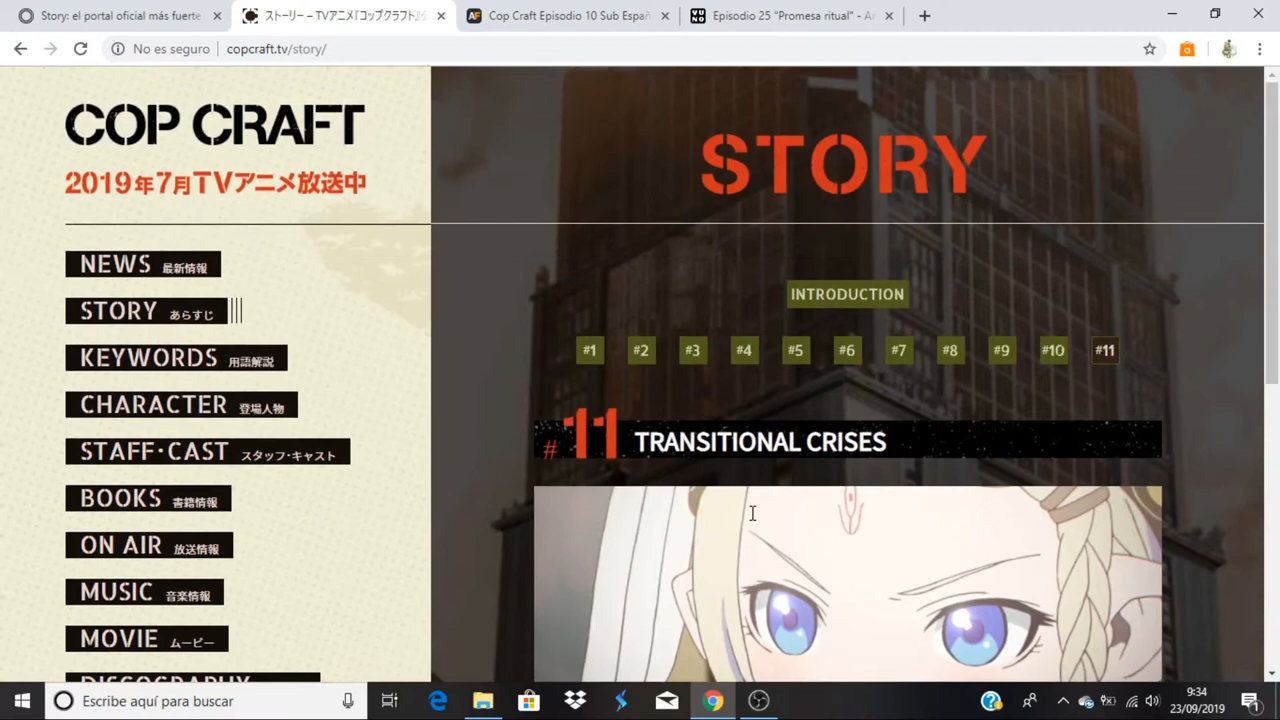 Story: el portal oficial más fuerte
ストーリー – TVアニメ『コップクラフト』公
Cop Craft Episodio 10 Sub Españ
Episodio 25 "Promesa ritual" - An
No es seguro
copcraft.tv/story/
COP CRAFT
2019年7月TVアニメ放送中
NEWS 最新情報
STORY あらすじ
KEYWORDS 用語解説
CHARACTER 登場人物
STAFF･CAST スタッフ･キャスト
BOOKS 書籍情報
ON AIR 放送情報
MUSIC 音楽情報
MOVIE ムービー
DISCOGRAPHY
STORY
INTRODUCTION
#1 #2 #3 #4 #5 #6 #7 #8 #9 #10 #11
#11 TRANSITIONAL CRISES
Escribe aquí para buscar
9:34
23/09/2019